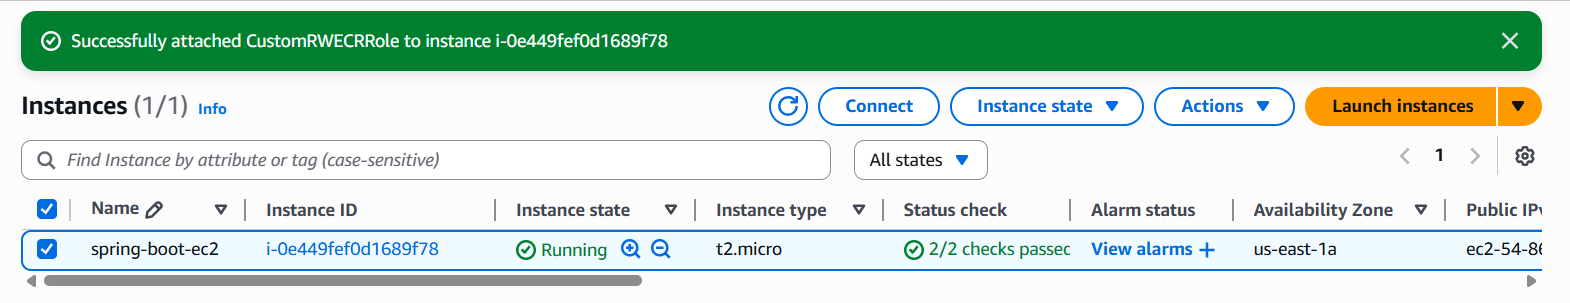 Successfully attached CustomRWECRRole to instance i-0e449fef0d1689f78
Instances (1/1) Info
Connect
Instance state
Actions
Launch instances
Find Instance by attribute or tag (case-sensitive)
All states
1
Name Instance ID Instance state Instance type Status check Alarm status Availability Zone Public IPv
spring-boot-ec2 i-0e449fef0d1689f78 Running t2.micro 2/2 checks passed View alarms + us-east-1a ec2-54-86